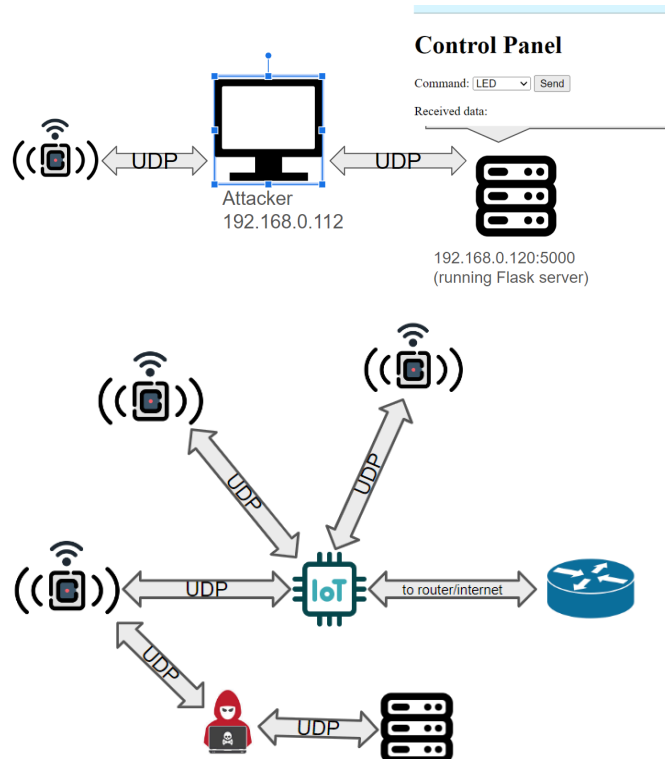 Control Panel
Command: LED Send
Received data:
UDP
UDP
Attacker
192.168.0.112
192.168.0.120:5000
(running Flask server)
UDP
UDP
UDP
IoT
to router/internet
UDP
UDP